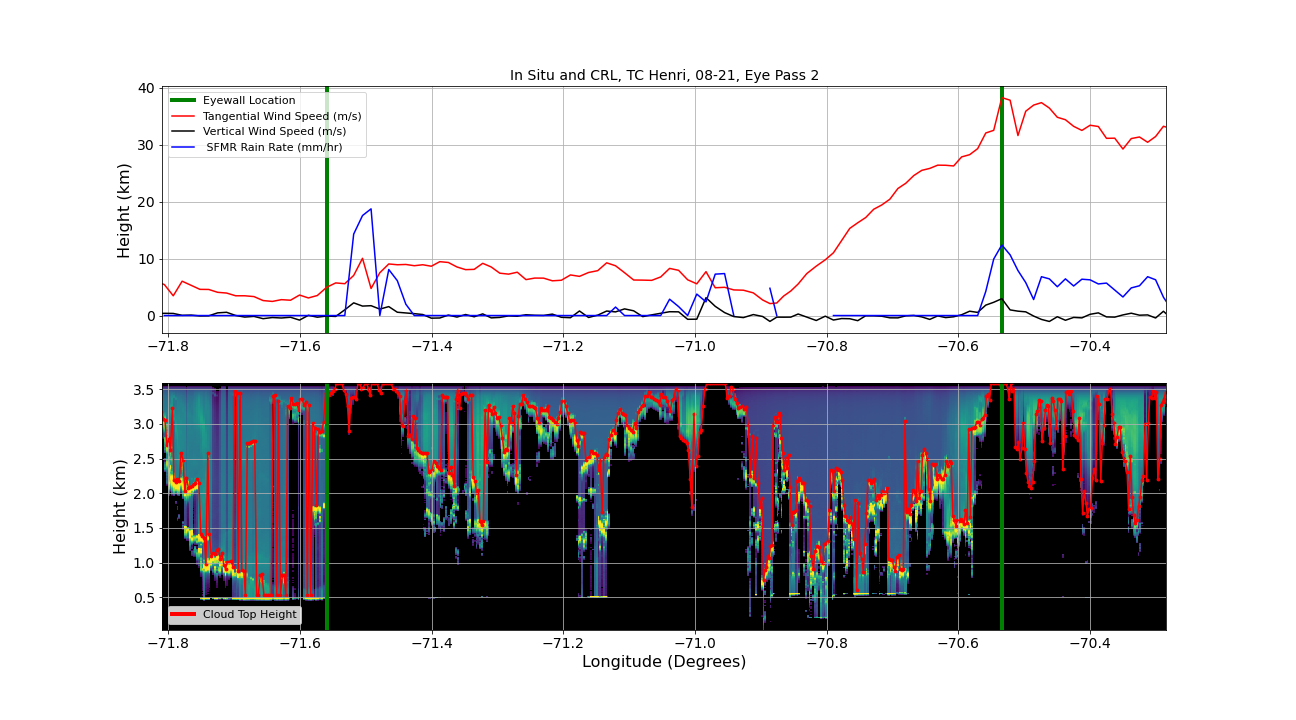 In Situ and CRL, TC Henri, 08-21, Eye Pass 2
Height (km)
40
30
20
10
0
Eyewall Location
Tangential Wind Speed (m/s)
Vertical Wind Speed (m/s)
SFMR Rain Rate (mm/hr)
−71.8 −71.6 −71.4 −71.2 −71.0 −70.8 −70.6 −70.4
Height (km)
3.5
3.0
2.5
2.0
1.5
1.0
0.5
Cloud Top Height
−71.8 −71.6 −71.4 −71.2 −71.0 −70.8 −70.6 −70.4
Longitude (Degrees)